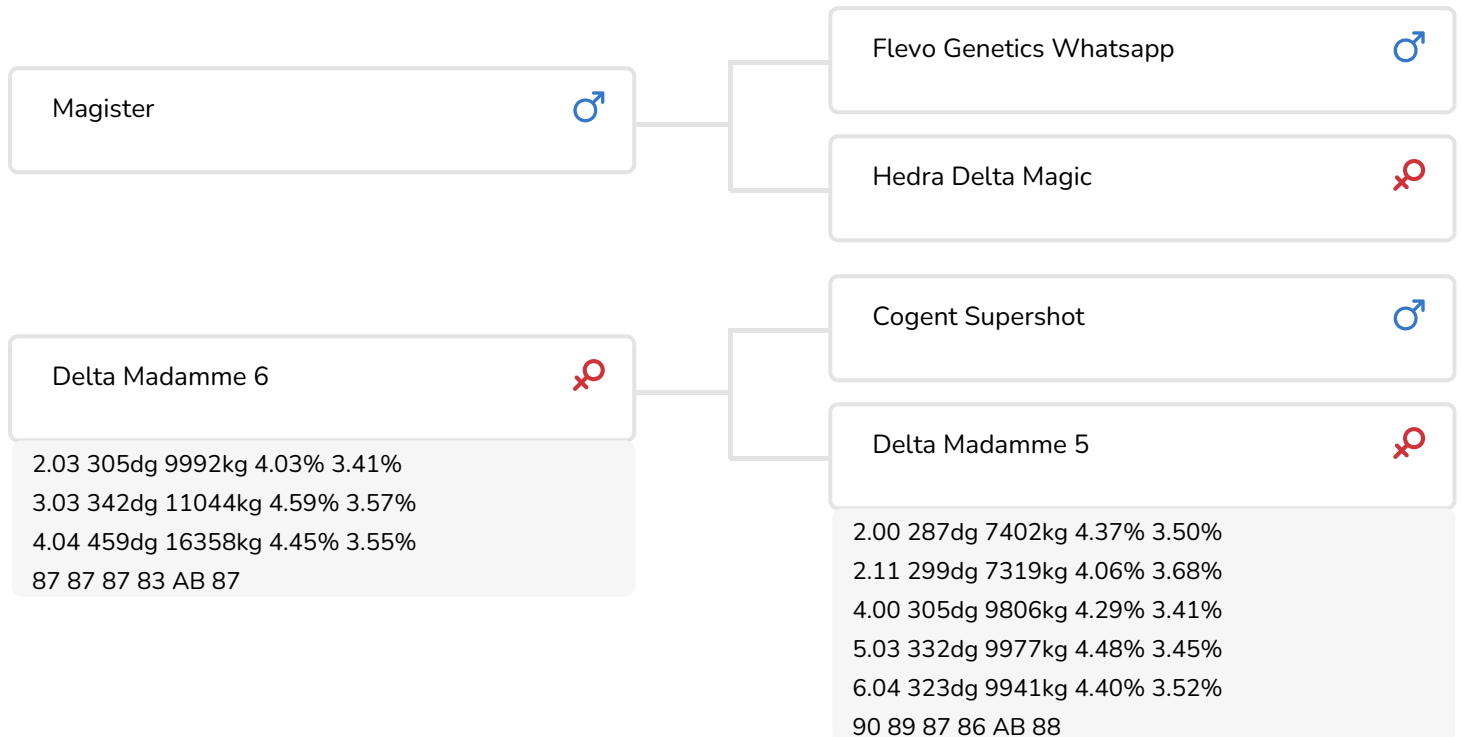 Magister
Flevo Genetics Whatsapp
Hedra Delta Magic
Delta Madamme 6
2.03 305dg 9992kg 4.03% 3.41%
3.03 342dg 11044kg 4.59% 3.57%
4.04 459dg 16358kg 4.45% 3.55%
87 87 87 83 AB 87
Cogent Supershot
Delta Madamme 5
2.00 287dg 7402kg 4.37% 3.50%
2.11 299dg 7319kg 4.06% 3.68%
4.00 305dg 9806kg 4.29% 3.41%
5.03 332dg 9977kg 4.48% 3.45%
6.04 323dg 9941kg 4.40% 3.52%
90 89 87 86 AB 88